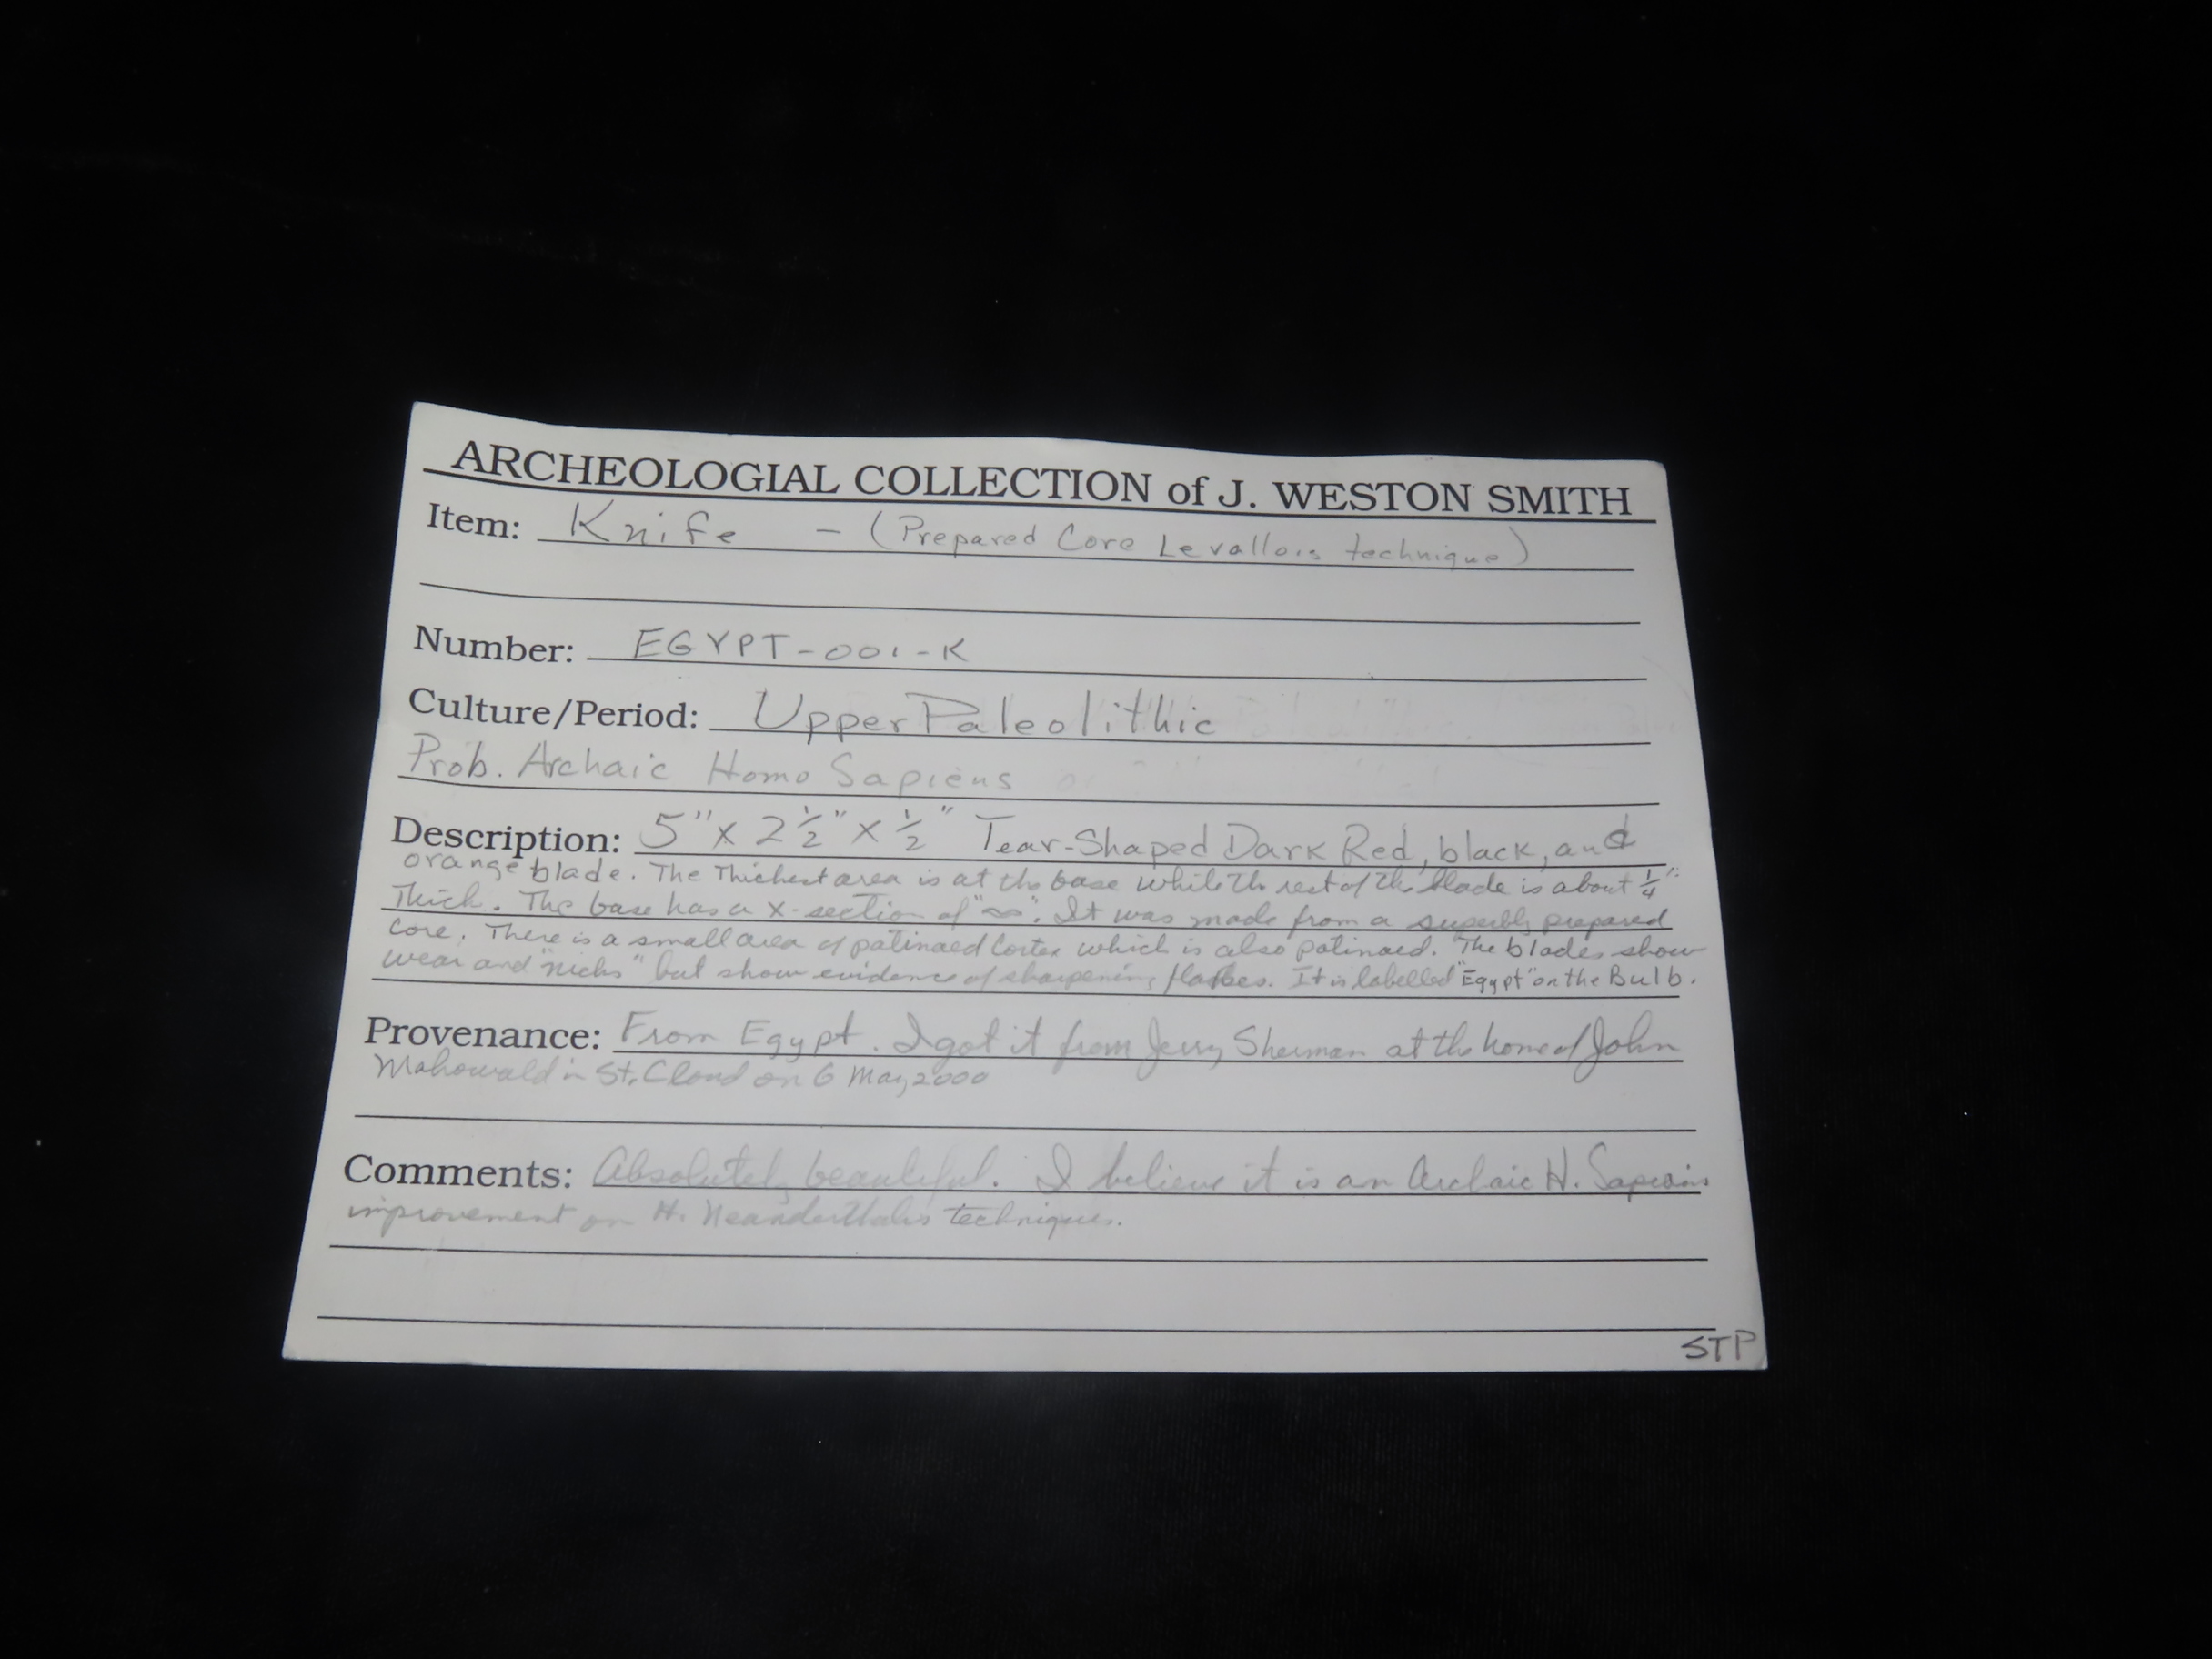 ARCHEOLOGIAL COLLECTION of J. WESTON SMITH
Item: Knife - (Prepared Core Levallois technique)
Number: EGYPT-001-K
Culture/Period: Upper Paleolithic
Prob. Archaic Homo Sapiens
Description: 5" x 2 1/2" x 1/2" Tear-Shaped Dark Red, black, and
orange blade. The Thickest area is at the base while the rest of the blade is about 1/4"
Thick. The base has a x-section of "∞". It was made from a superbly prepared
Core. There is a small area of patinaed Cortex which is also patinaed. The blades show
wear and "nicks" but show evidence of sharpening flakes. It is labelled "Egypt" on the Bulb.
Provenance: From Egypt. I got it from Jerry Sherman at the home of John
Mahowald in St. Cloud on 6 May 2000
Comments: Absolutely beautiful. I believe it is an Archaic H. Sapiens
improvement on H. Neanderthalis techniques.
STP